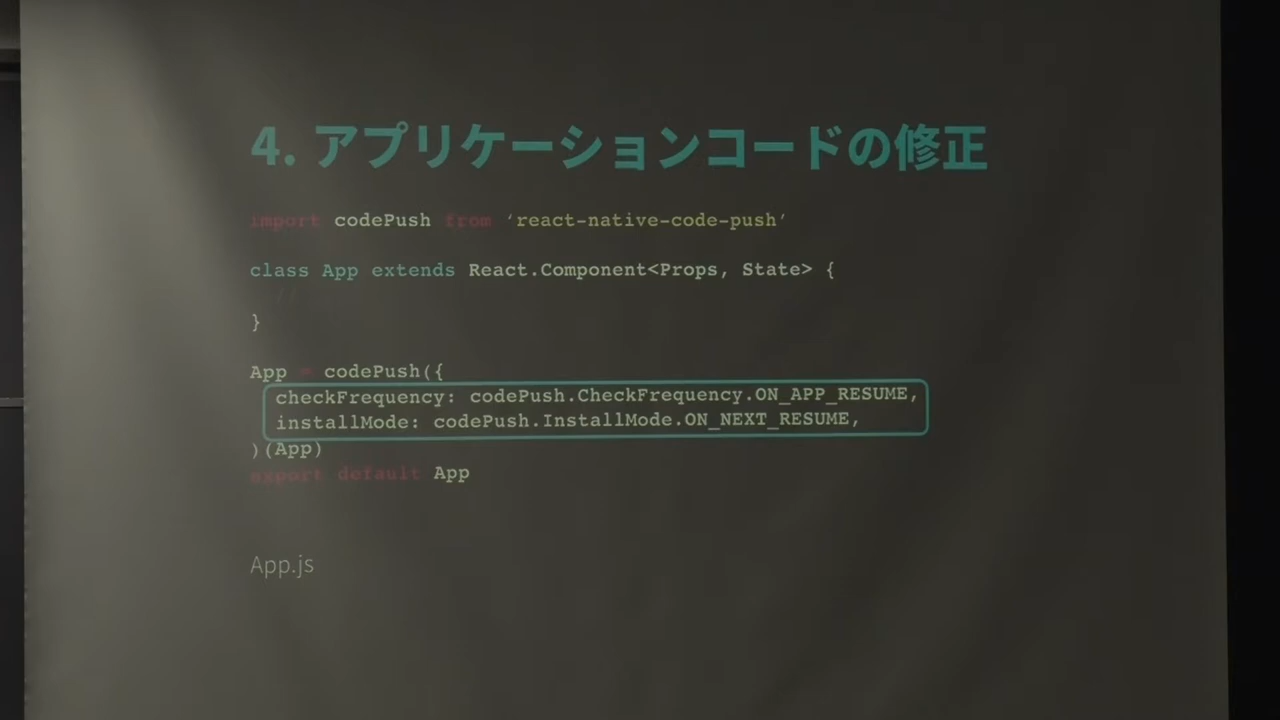 4. アプリケーションコードの修正
import codePush from ‘react-native-code-push’
class App extends React.Component<Props, State> {
}
App = codePush({
checkFrequency: codePush.CheckFrequency.ON_APP_RESUME,
installMode: codePush.InstallMode.ON_NEXT_RESUME,
)(App)
export default App
App.js